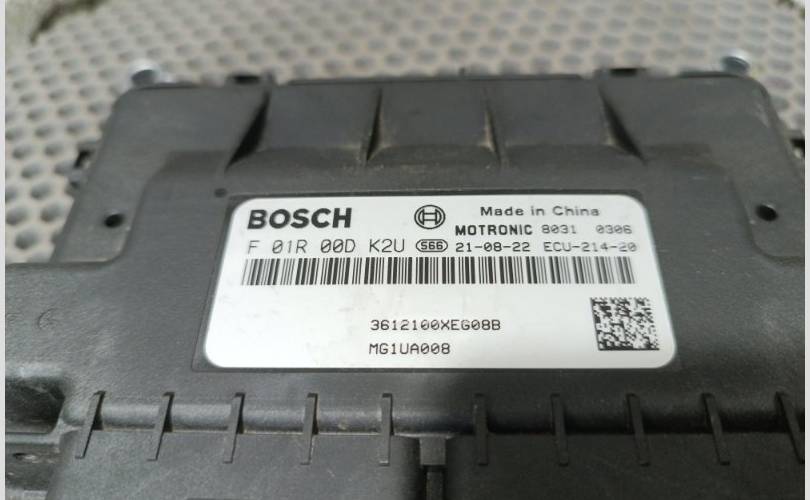 BOSCH
Made in China
MOTRONIC 8031 0306
F 01R 00D K2U 566 21-08-22 ECU-214-20
3612100XEG08B
MG1UA008